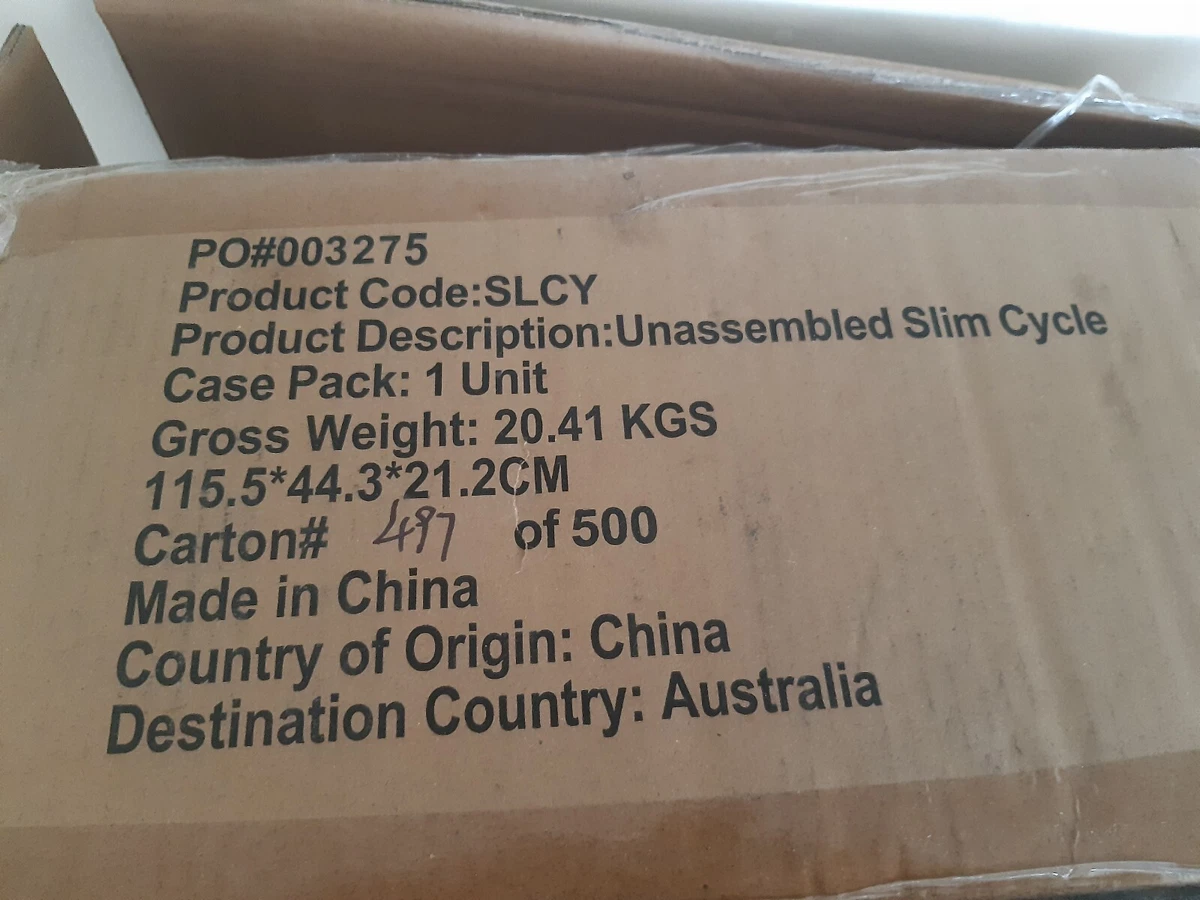 PO#003275
Product Code:SLCY
Product Description:Unassembled Slim Cycle
Case Pack: 1 Unit
Gross Weight: 20.41 KGS
115.5*44.3*21.2CM
Carton# 497 of 500
Made in China
Country of Origin: China
Destination Country: Australia